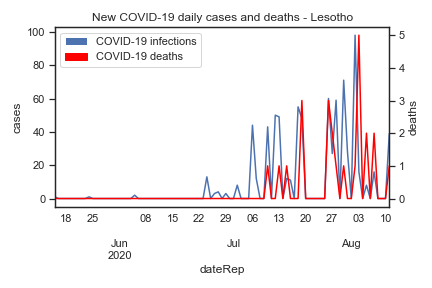 New COVID-19 daily cases and deaths - Lesotho
COVID-19 infections
COVID-19 deaths
100
80
60
40
20
0
cases
5
4
3
2
1
0
deaths
18 25 08 15 22 29 06 13 20 27 03 10
Jun Jul Aug
2020
dateRep